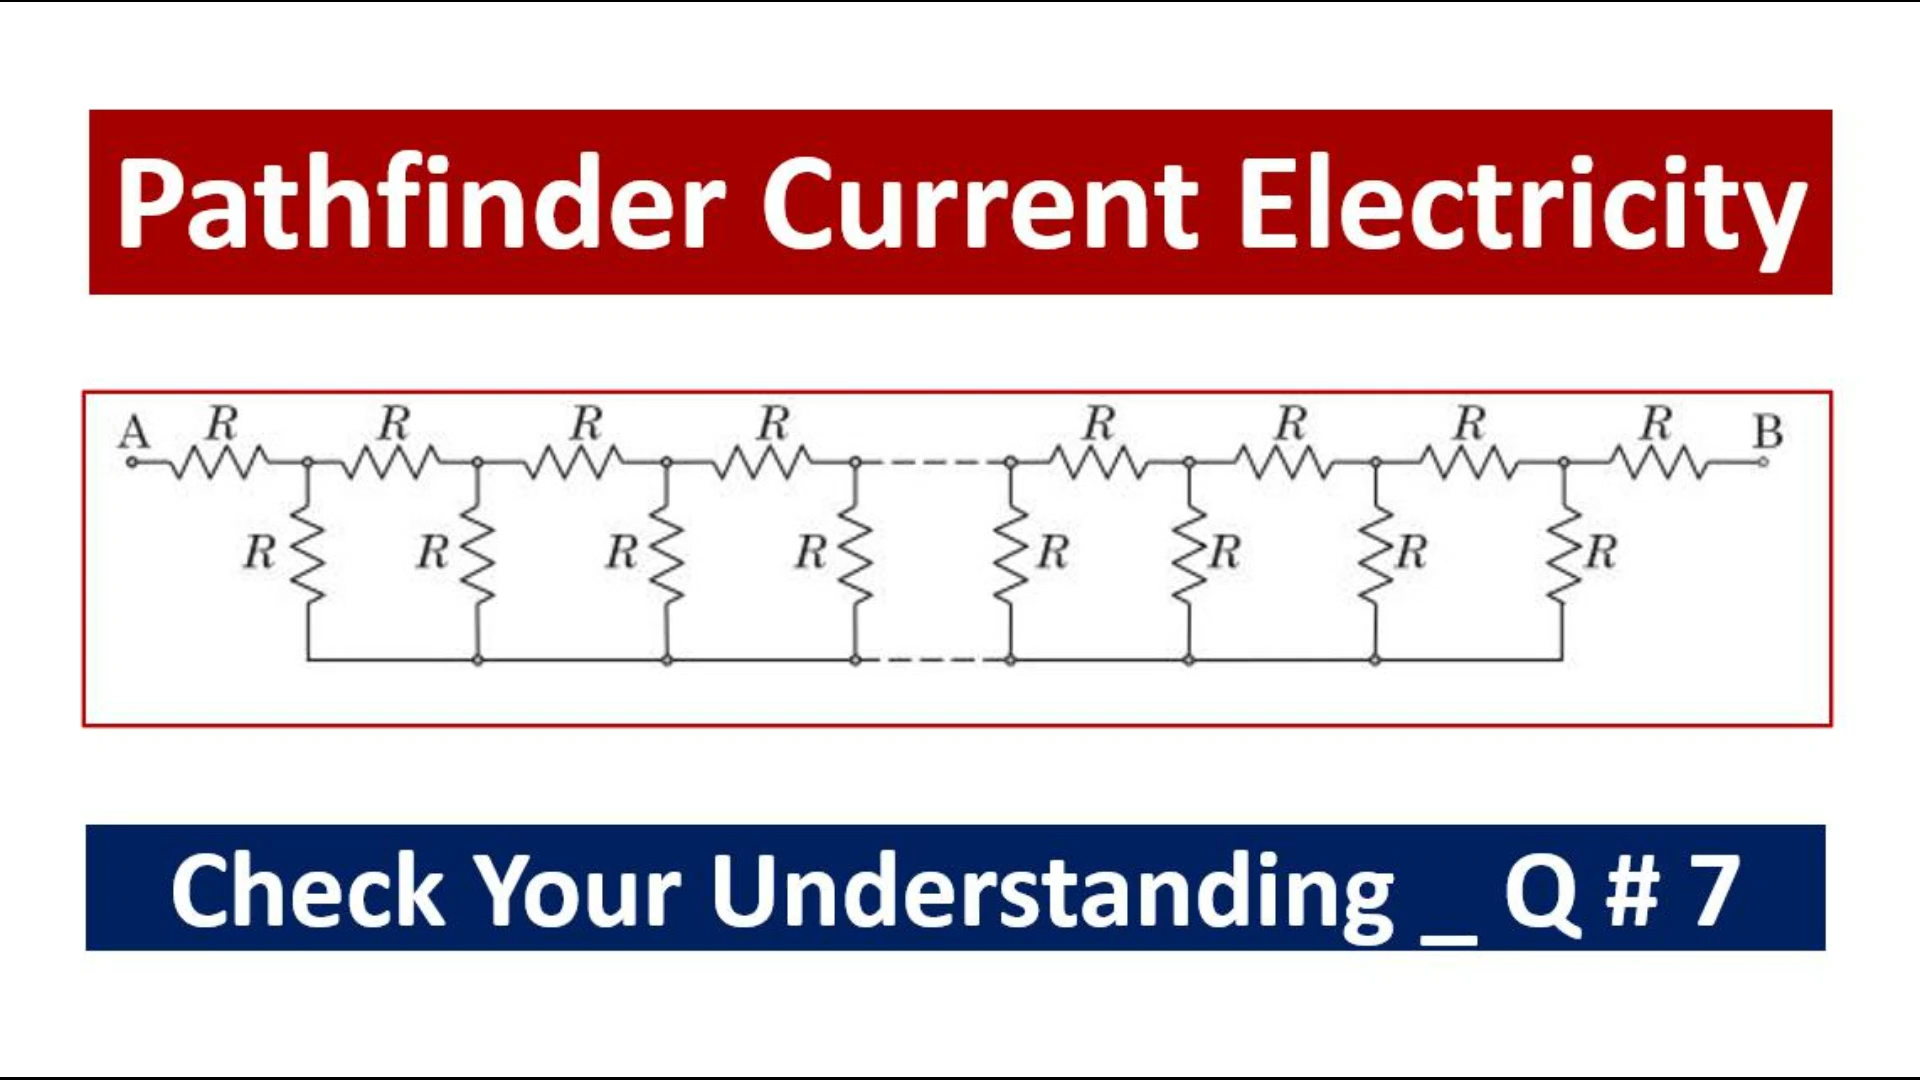 Pathfinder Current Electricity
A R R R R R R R R B
R R R R R R R R
Check Your Understanding _ Q # 7